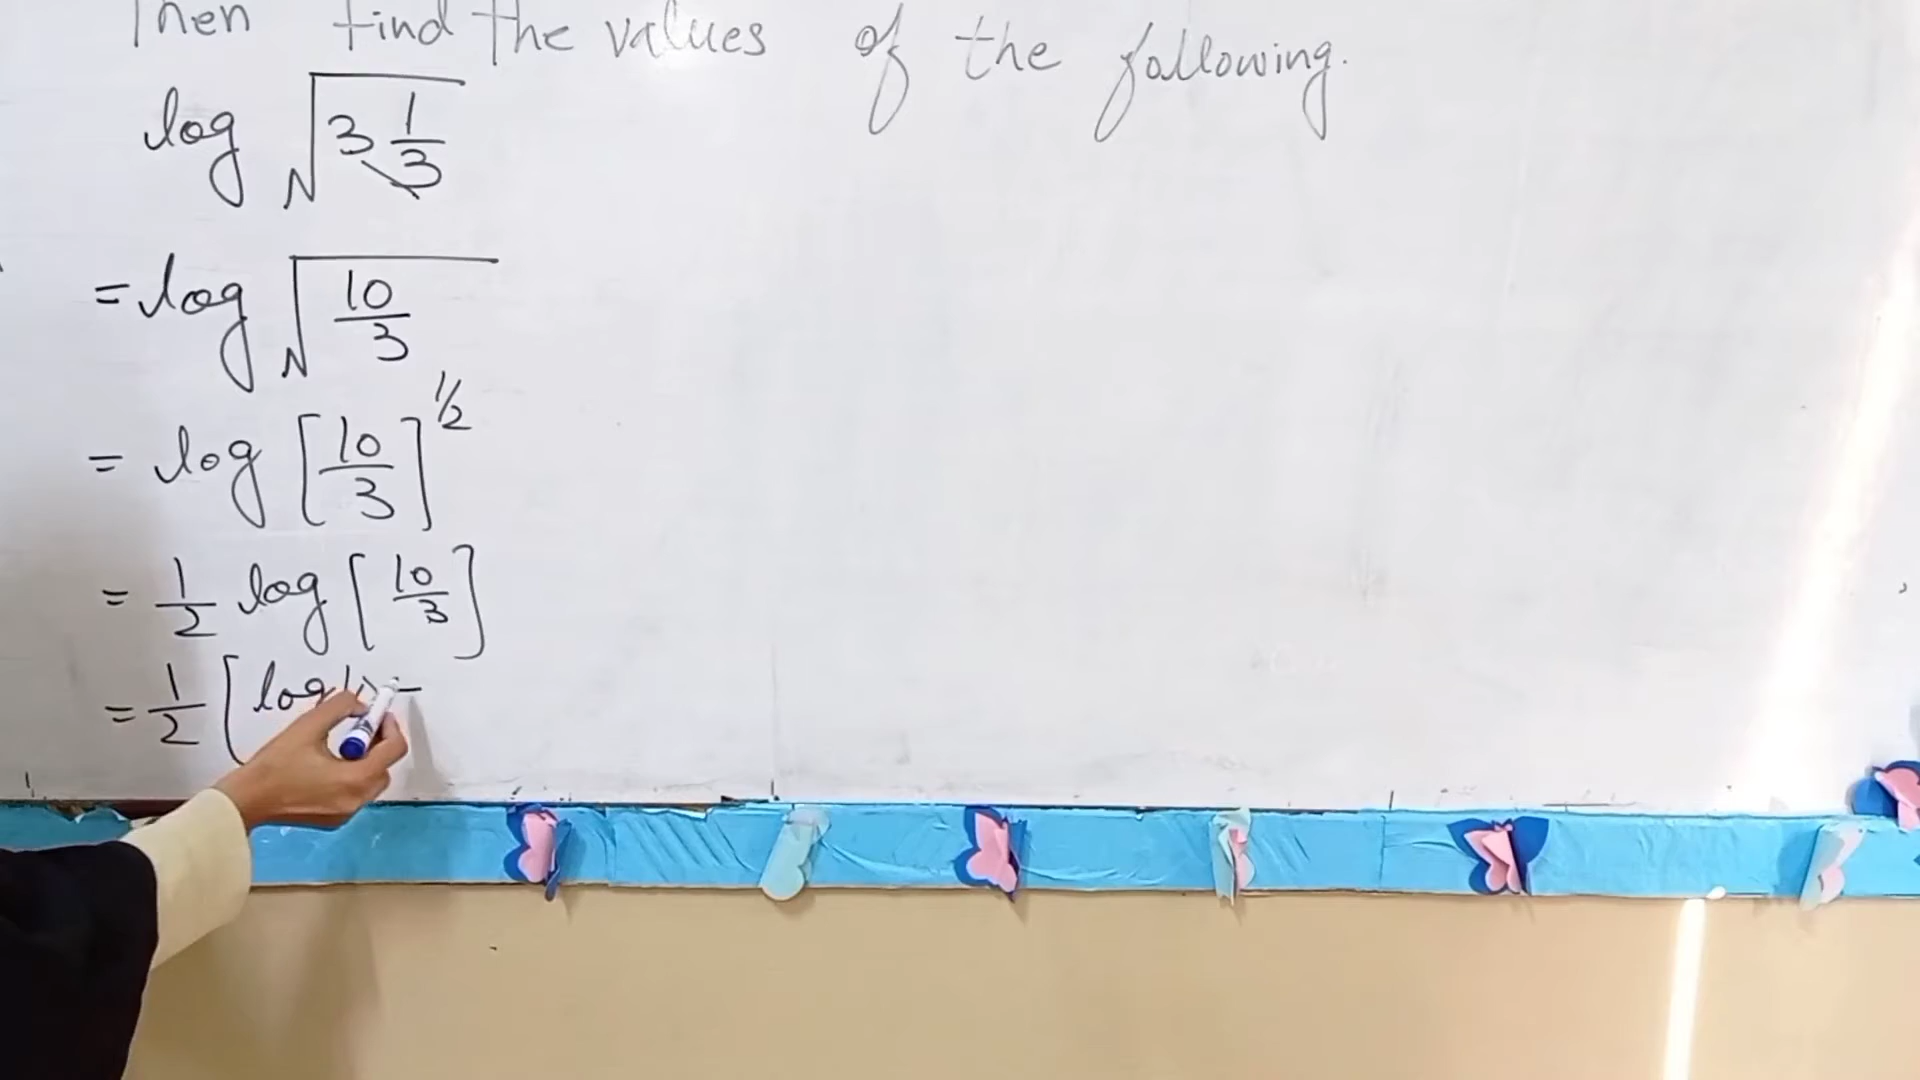 Then find the values of the following.
log √3 1/3
= log √10/3
= log [10/3]^1/2
= 1/2 log [10/3]
= 1/2 [log 10 -